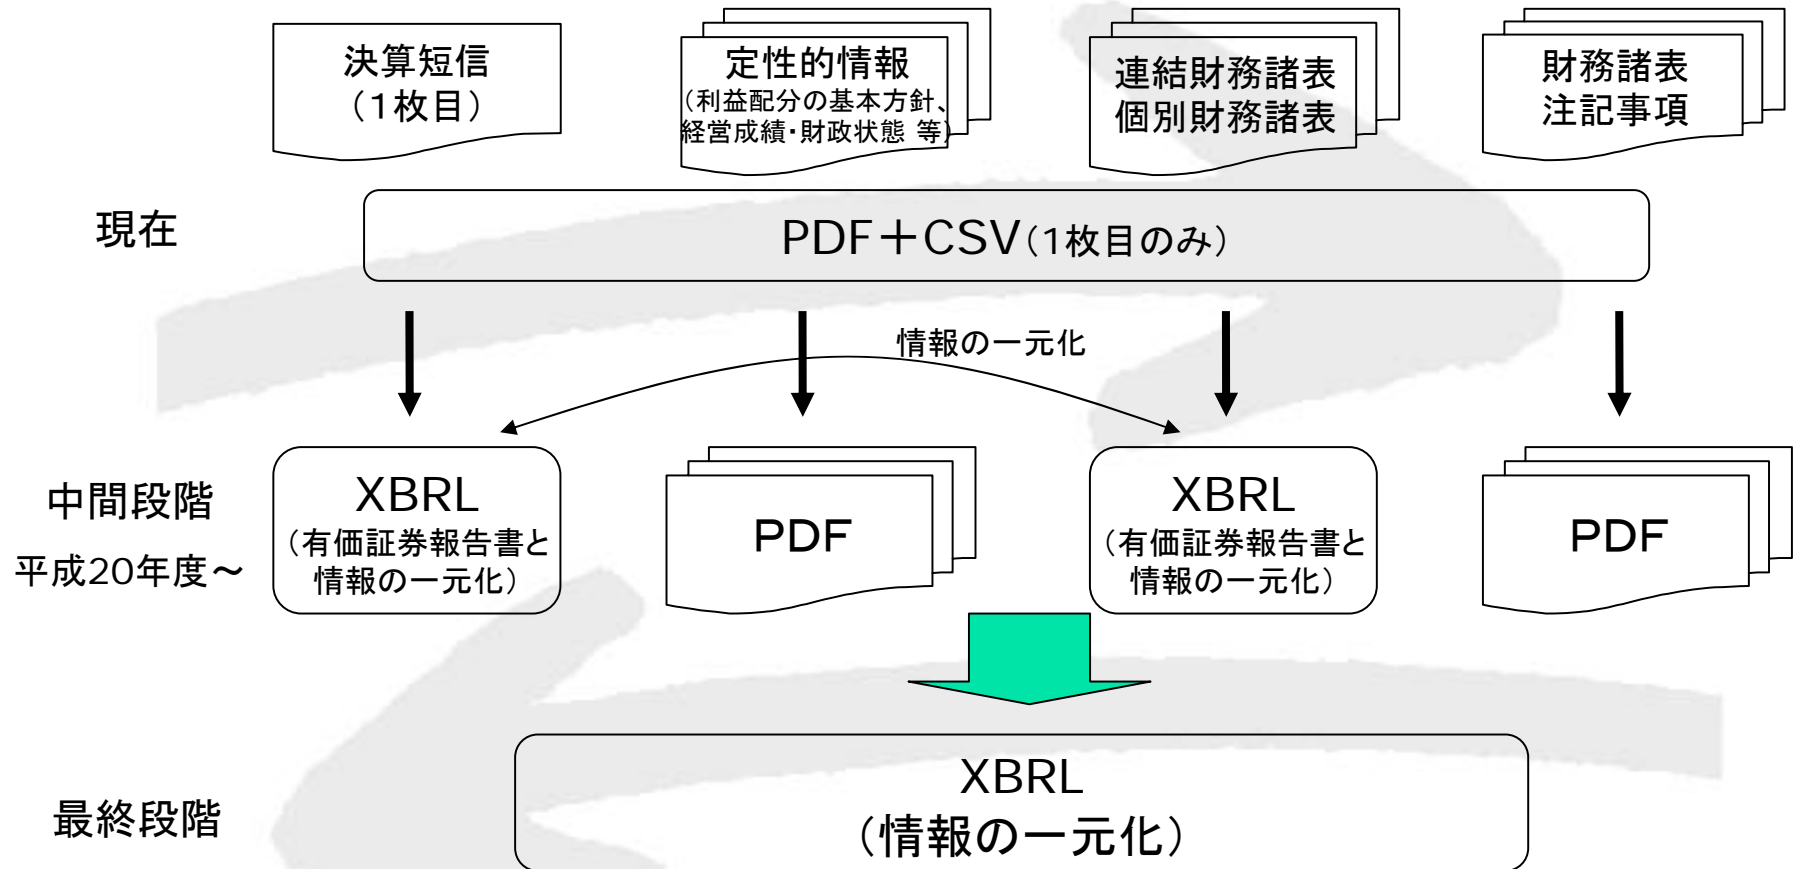 決算短信
（1枚目）
定性的情報
（利益配分の基本方針、
経営成績・財政状態 等）
連結財務諸表
個別財務諸表
財務諸表
注記事項
現在
PDF＋CSV（1枚目のみ）
情報の一元化
中間段階
平成20年度～
XBRL
（有価証券報告書と
情報の一元化）
PDF
XBRL
（有価証券報告書と
情報の一元化）
PDF
最終段階
XBRL
（情報の一元化）